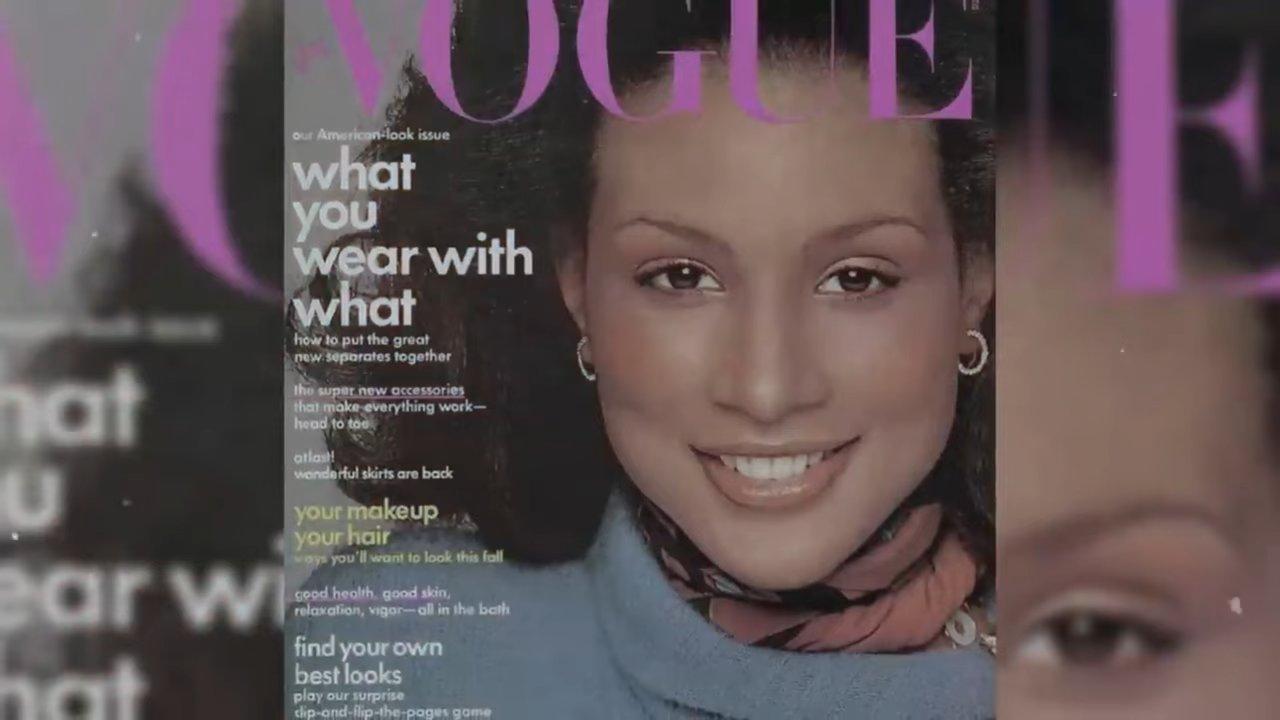 VOGUE
our American-look issue
what
you
wear with
what
how to put the great
new separates together
the super new accessories
that make everything work—
head to toe
at last!
wonderful skirts are back
your makeup
your hair
ways you'll want to look this fall
good health, good skin,
relaxation, vigor—all in the bath
find your own
best looks
play our surprise
clip-and-flip-the-pages game